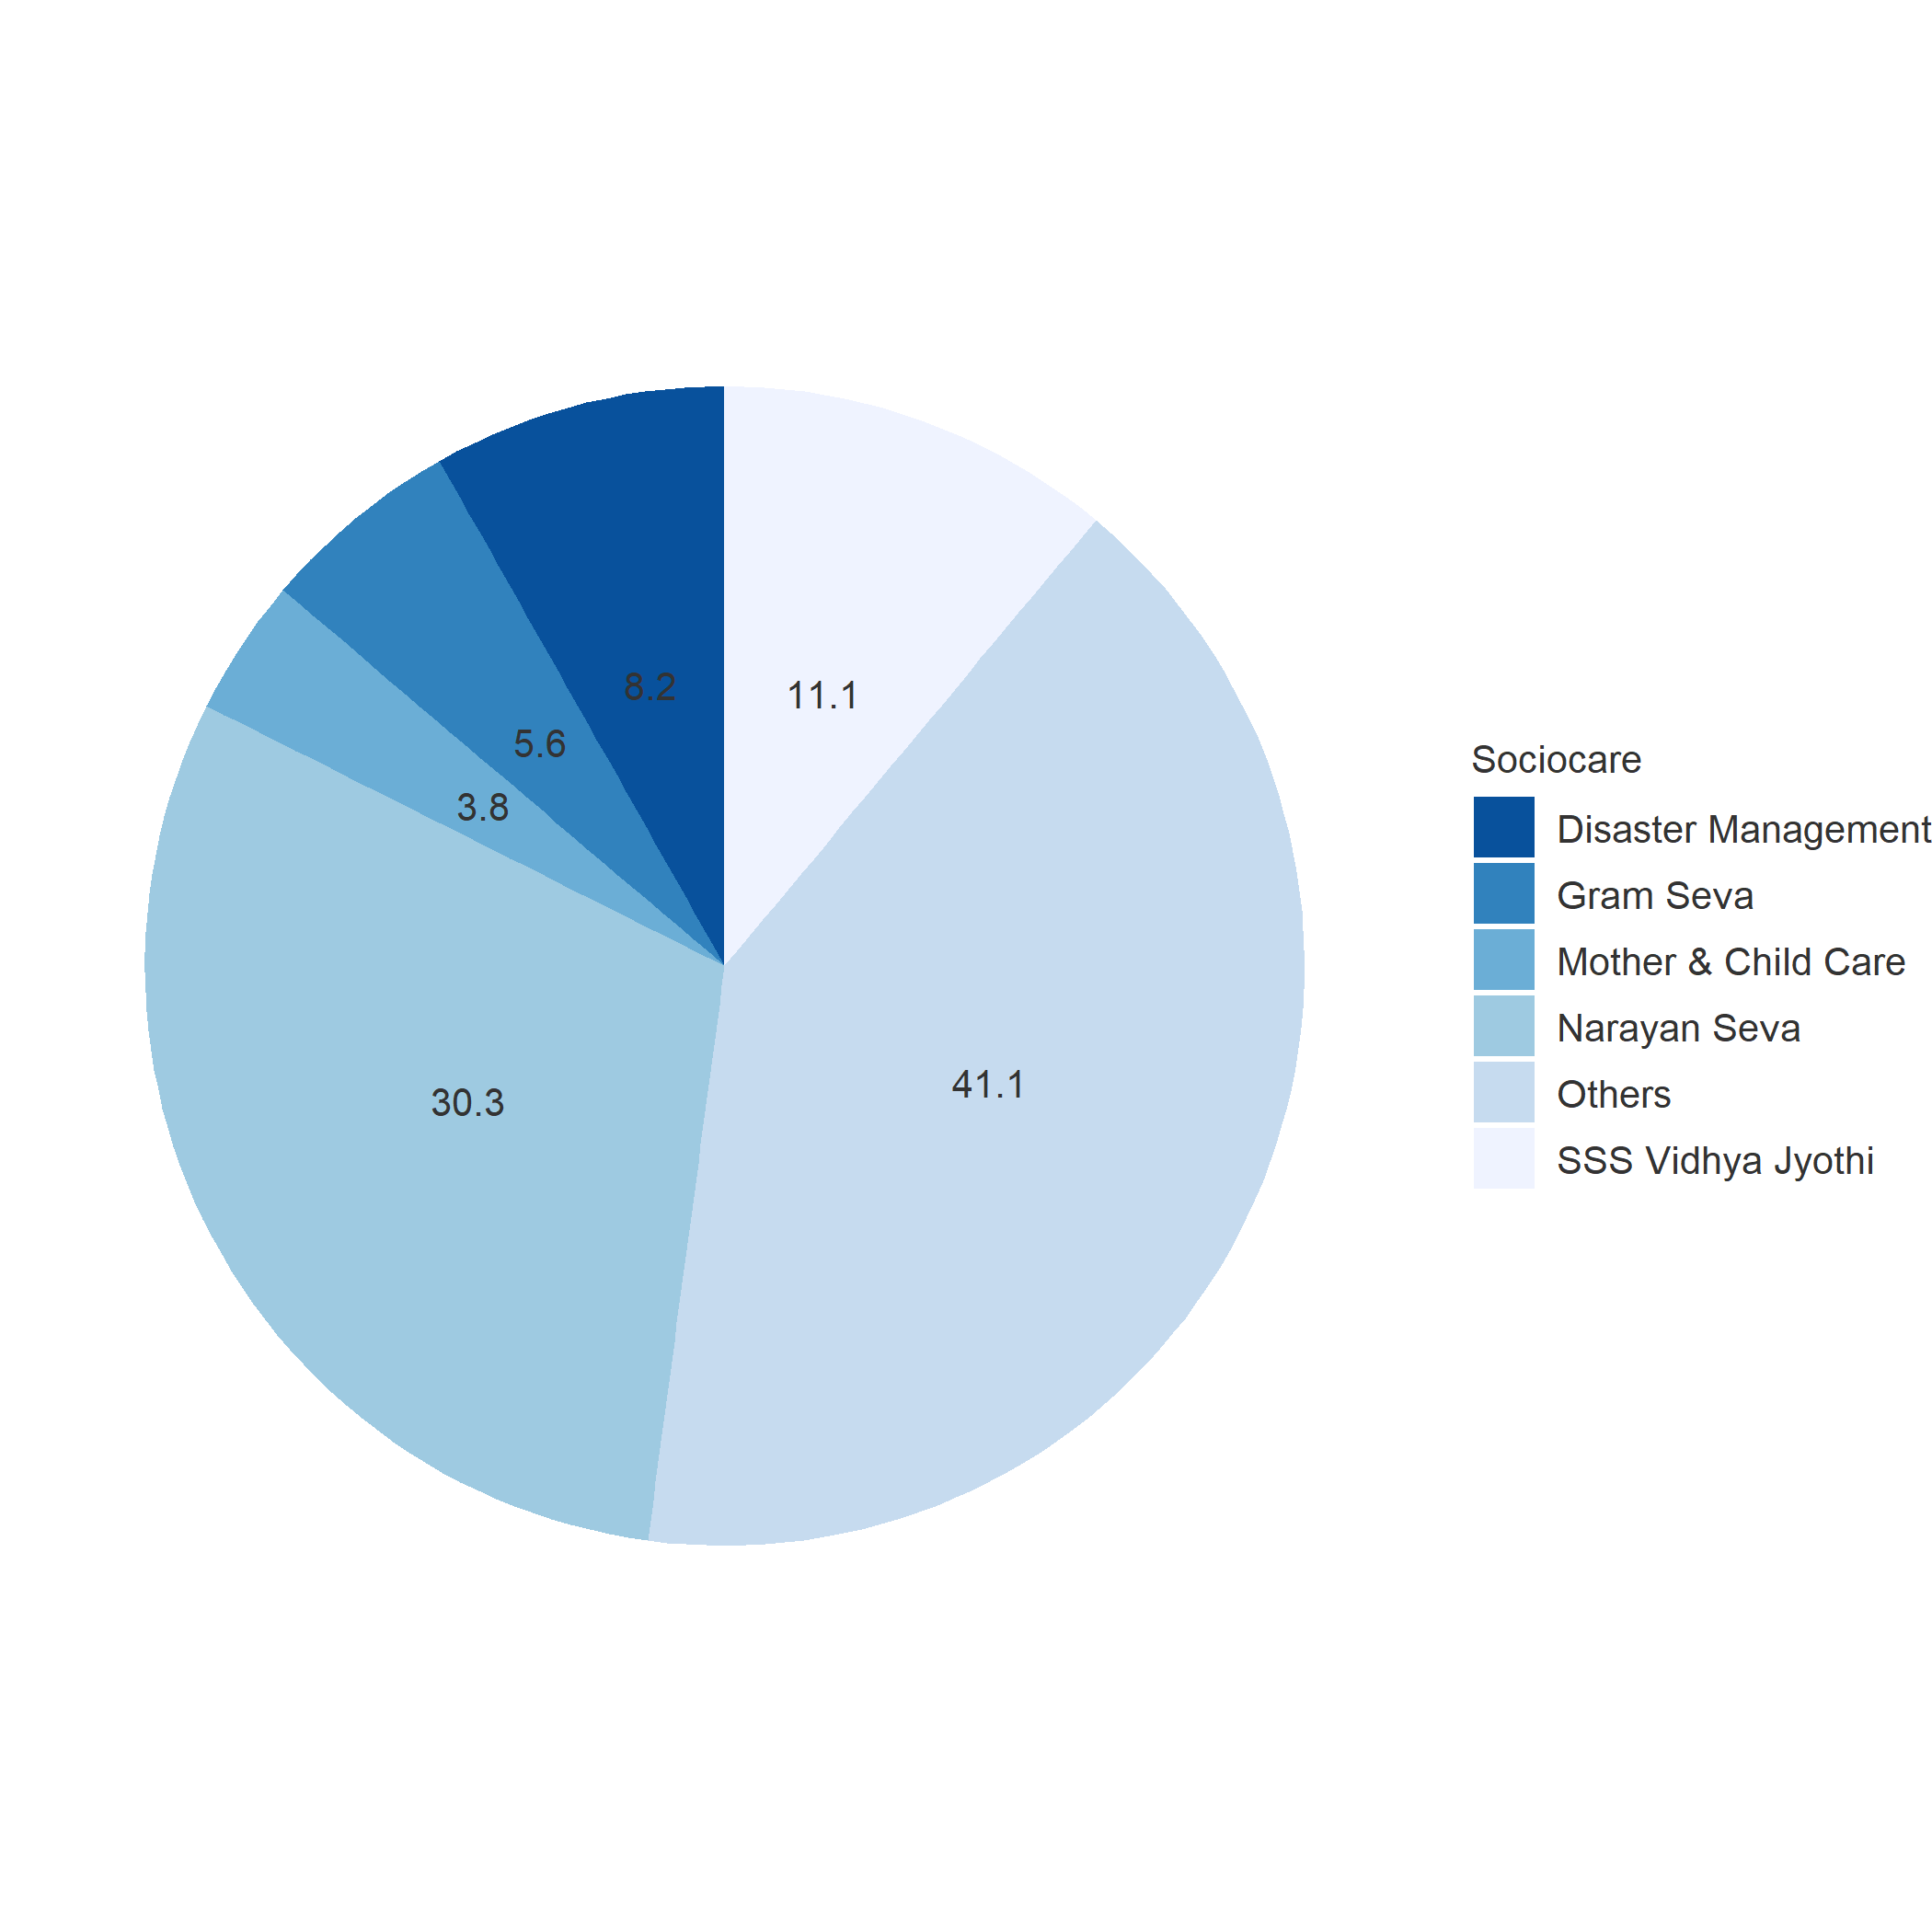 8.2
11.1
5.6
3.8
30.3
41.1
Sociocare
Disaster Management
Gram Seva
Mother & Child Care
Narayan Seva
Others
SSS Vidhya Jyothi